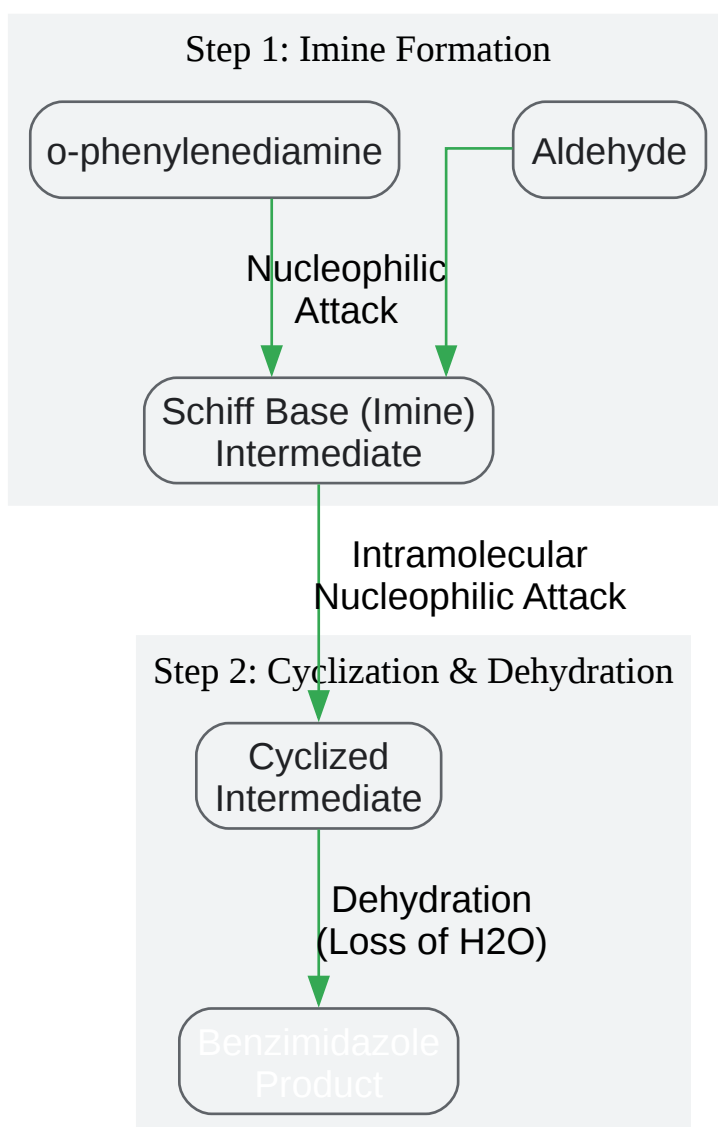 Step 1: Imine Formation
o-phenylenediamine
Aldehyde
Nucleophilic
Attack
Schiff Base (Imine)
Intermediate
Intramolecular
Nucleophilic Attack
Step 2: Cyclization & Dehydration
Cyclized
Intermediate
Dehydration
(Loss of H2O)
Benzimidazole
Product